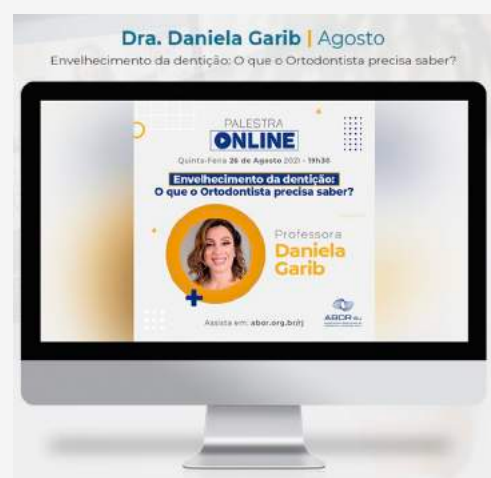 Dra. Daniela Garib | Agosto
Envelhecimento da dentição: O que o Ortodontista precisa saber?
PALESTRA
ONLINE
Quinta-Feira 26 de Agosto 2021 - 19h30
Envelhecimento da dentição:
O que o Ortodontista precisa saber?
Professora
Daniela
Garib
Assista em: abor.org.br/rj
ABOR-RJ